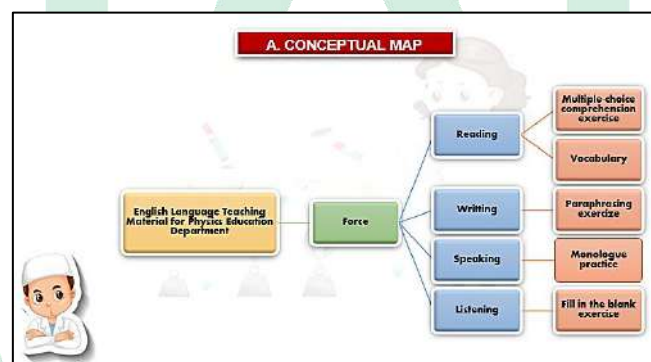 A. CONCEPTUAL MAP
English Language Teaching
Material for Physics Education
Department
Force
Reading
Multiple-choice
comprehension
exercise
Vocabulary
Writting
Paraphrasing
exercize
Speaking
Monologue
practice
Listening
Fill in the blank
exercise